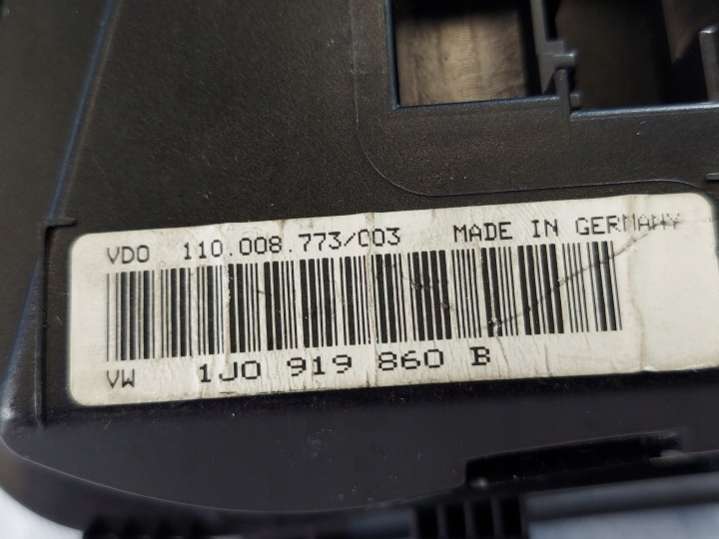 VDO 110.008.773/003 MADE IN GERMANY
VW 1J0 919 860 B